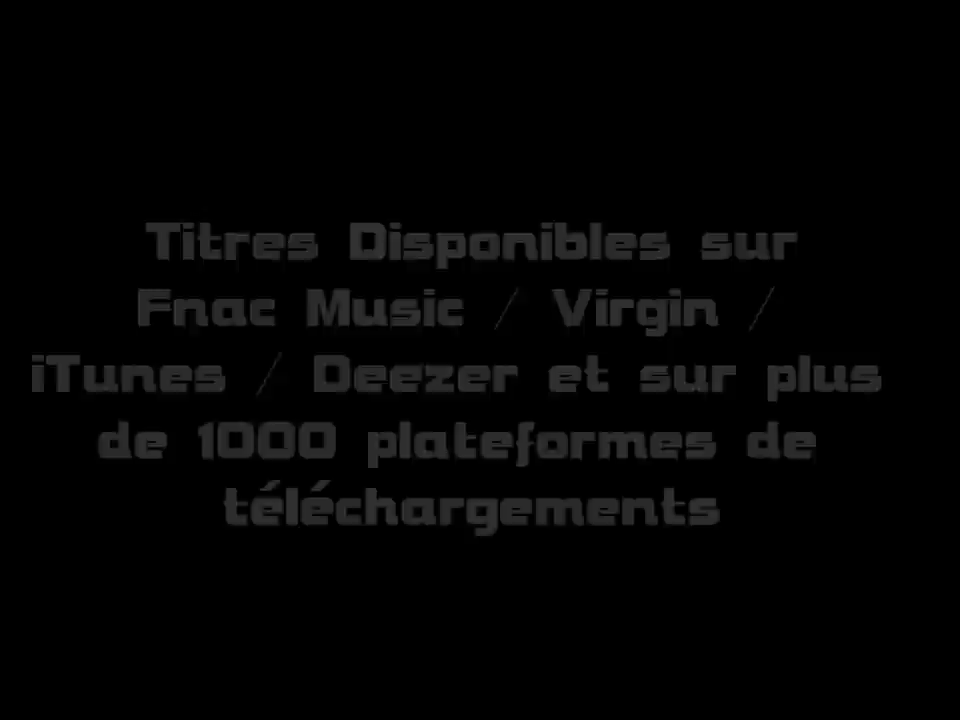 Titres Disponibles sur
Fnac Music / Virgin /
iTunes / Deezer et sur plus
de 1000 plateformes de
téléchargements